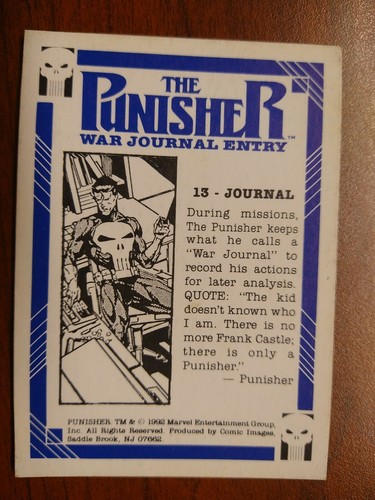 THE
PUNISHER™
WAR JOURNAL ENTRY
13 - JOURNAL
During missions,
The Punisher keeps
what he calls a
"War Journal" to
record his actions
for later analysis.
QUOTE: "The kid
doesn't known who
I am. There is no
more Frank Castle;
there is only a
Punisher."
— Punisher
PUNISHER TM & © 1992 Marvel Entertainment Group,
Inc. All Rights Reserved. Produced by Comic Images,
Saddle Brook, NJ 07662.